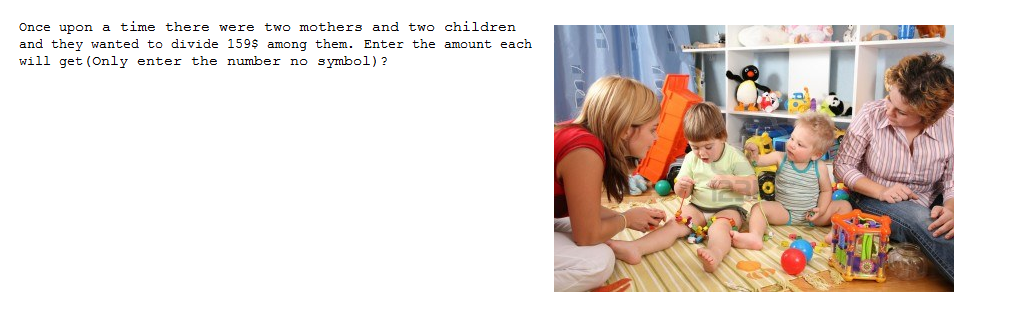 Once upon a time there were two mothers and two children
and they wanted to divide 159$ among them. Enter the amount each
will get(Only enter the number no symbol)?